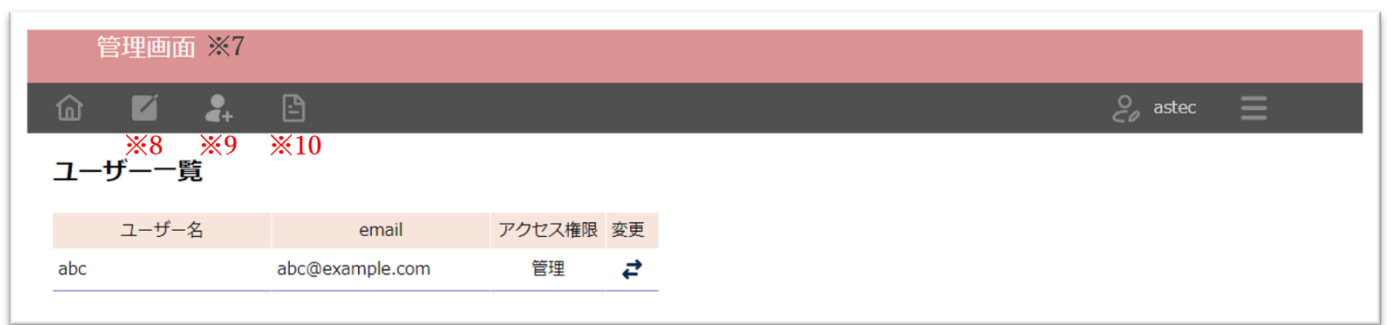 管理画面 ※7
astec
※8 ※9 ※10
ユーザー一覧
ユーザー名 email アクセス権限 変更
abc abc@example.com 管理